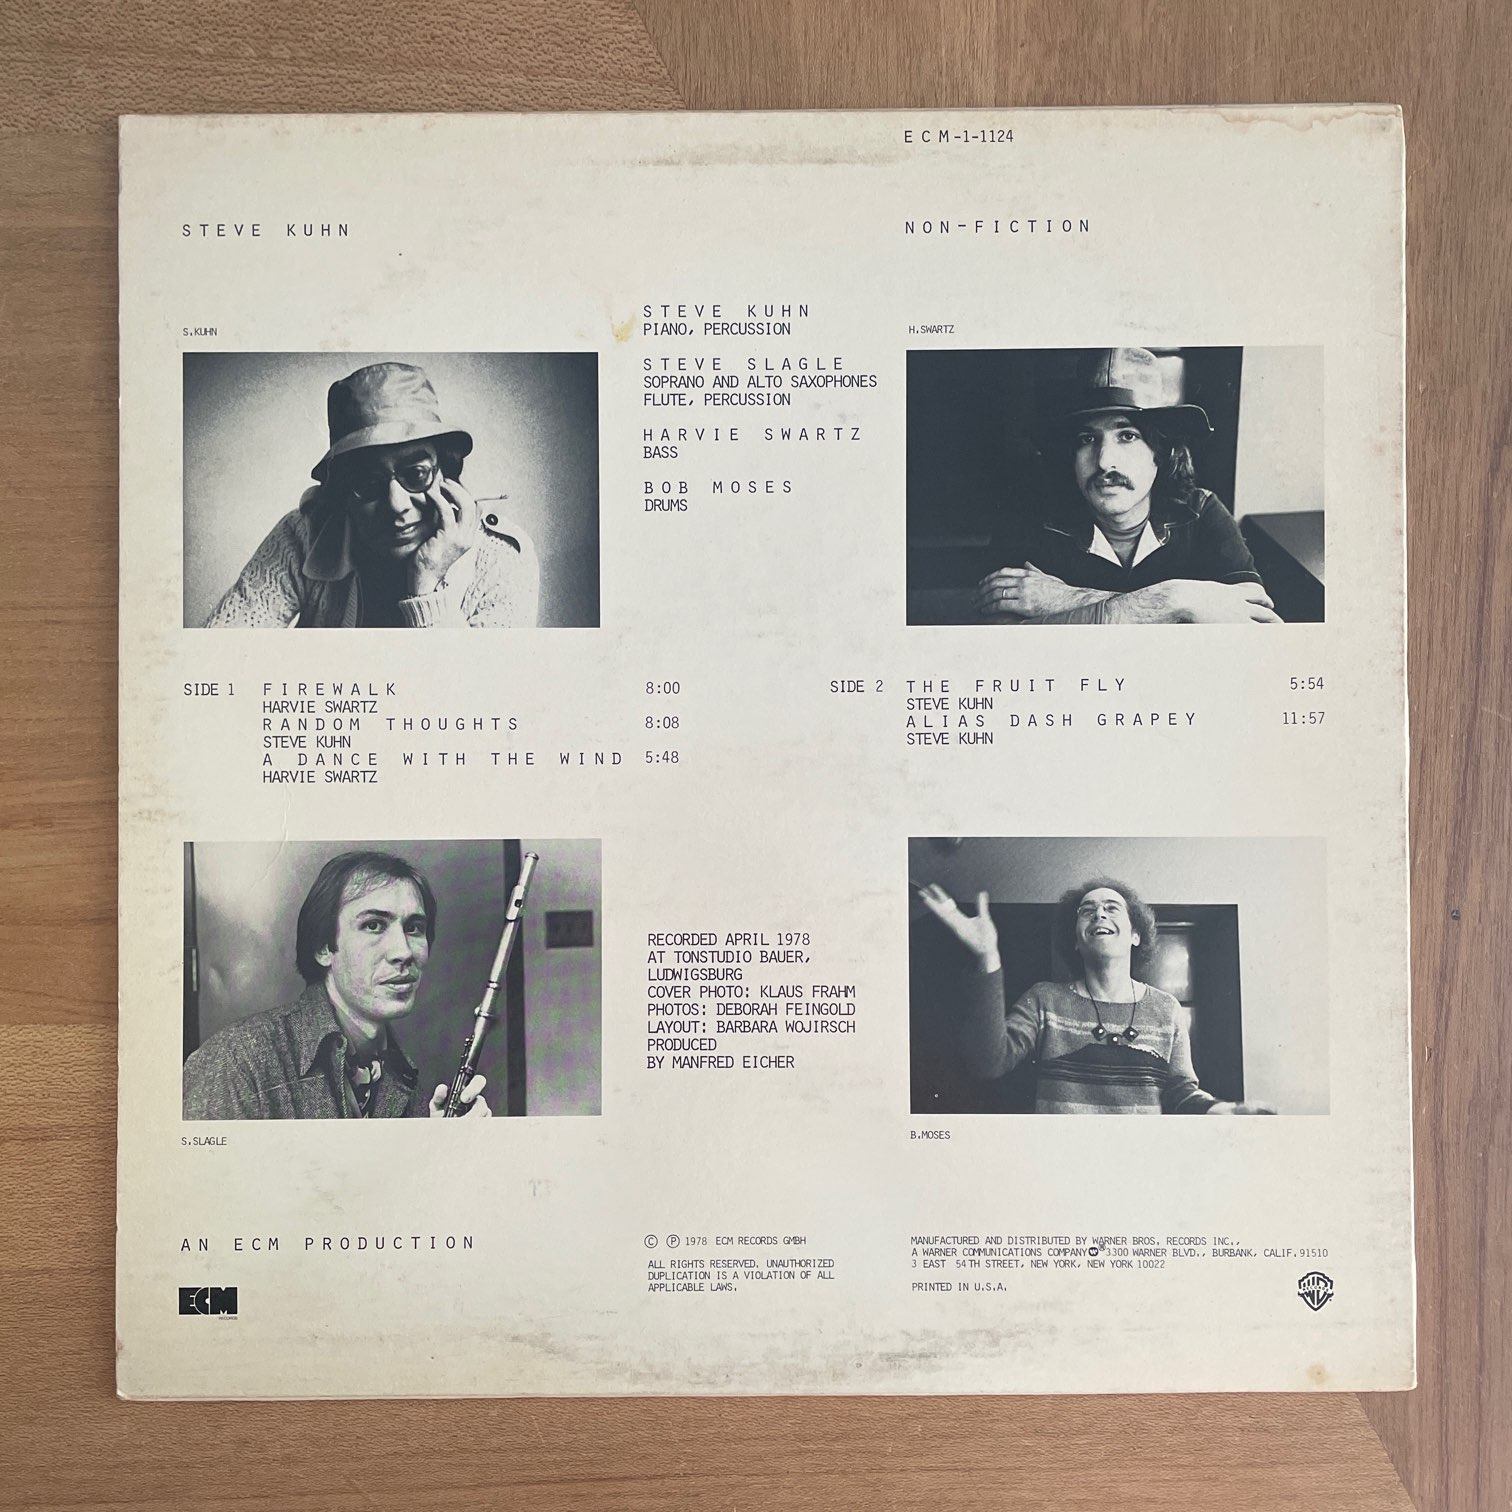 ECM-1-1124
STEVE KUHN
NON-FICTION
S.KUHN
STEVE KUHN
PIANO, PERCUSSION
STEVE SLAGLE
SOPRANO AND ALTO SAXOPHONES
FLUTE, PERCUSSION
HARVIE SWARTZ
BASS
BOB MOSES
DRUMS
H.SWARTZ
SIDE 1 FIREWALK 8:00
HARVIE SWARTZ
RANDOM THOUGHTS 8:08
STEVE KUHN
A DANCE WITH THE WIND 5:48
HARVIE SWARTZ
SIDE 2 THE FRUIT FLY 5:54
STEVE KUHN
ALIAS DASH GRAPEY 11:57
STEVE KUHN
RECORDED APRIL 1978
AT TONSTUDIO BAUER,
LUDWIGSBURG
COVER PHOTO: KLAUS FRAHM
PHOTOS: DEBORAH FEINGOLD
LAYOUT: BARBARA WOJIRSCH
PRODUCED
BY MANFRED EICHER
S.SLAGLE
B.MOSES
AN ECM PRODUCTION
ECM
RECORDS
© ℗ 1978 ECM RECORDS GMBH
ALL RIGHTS RESERVED. UNAUTHORIZED
DUPLICATION IS A VIOLATION OF ALL
APPLICABLE LAWS.
MANUFACTURED AND DISTRIBUTED BY WARNER BROS. RECORDS INC.,
A WARNER COMMUNICATIONS COMPANY ® 3300 WARNER BLVD., BURBANK, CALIF. 91510
3 EAST 54TH STREET, NEW YORK, NEW YORK 10022
PRINTED IN U.S.A.